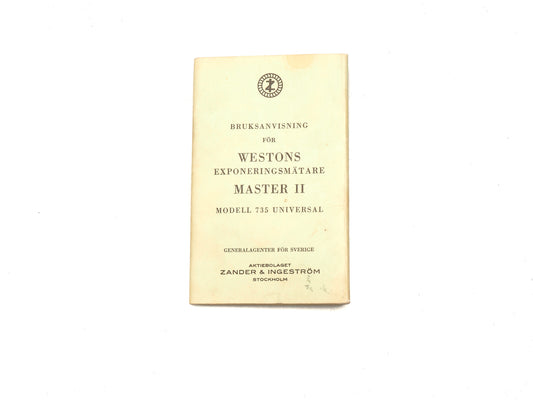 BRUKSANVISNING
FÖR
WESTONS
EXPONERINGSMÄTARE
MASTER II
MODELL 735 UNIVERSAL
GENERALAGENTER FÖR SVERIGE
AKTIEBOLAGET
ZANDER & INGESTRÖM
STOCKHOLM